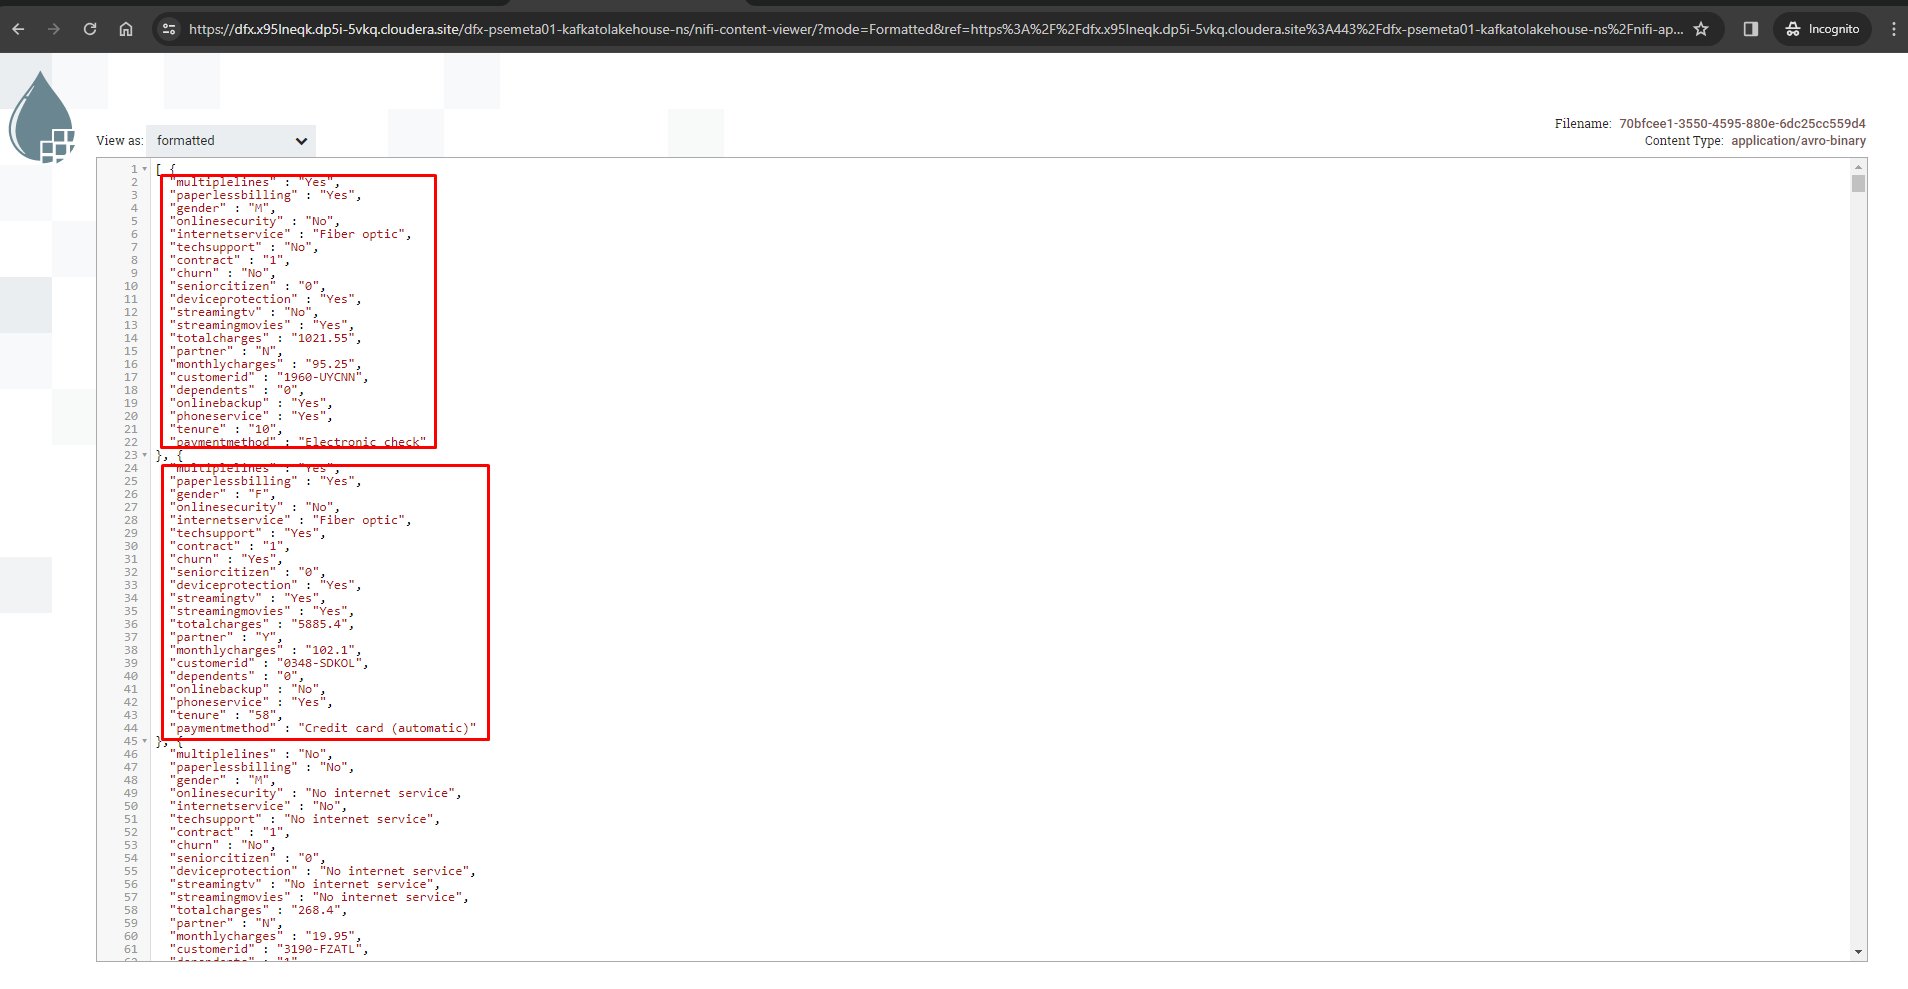 https://dfx.x95lneqk.dp5i-5vkq.cloudera.site/dfx-psemeta01-kafkatolakehouse-ns/nifi-content-viewer/?mode=Formatted&ref=https%3A%2F%2Fdfx.x95lneqk.dp5i-5vkq.cloudera.site%3A443%2Fdfx-psemeta01-kafkatolakehouse-ns%2Fnifi-ap...
Incognito
Filename: 70bfcee1-3550-4595-880e-6dc25cc559d4
View as: formatted
Content Type: application/avro-binary
1 [ {
2 "multiplelines" : "Yes",
3 "paperlessbilling" : "Yes",
4 "gender" : "M",
5 "onlinesecurity" : "No",
6 "internetservice" : "Fiber optic",
7 "techsupport" : "No",
8 "contract" : "1",
9 "churn" : "No",
10 "seniorcitizen" : "0",
11 "deviceprotection" : "Yes",
12 "streamingtv" : "No",
13 "streamingmovies" : "Yes",
14 "totalcharges" : "1021.55",
15 "partner" : "N",
16 "monthlycharges" : "95.25",
17 "customerid" : "1960-UYCNN",
18 "dependents" : "0",
19 "onlinebackup" : "Yes",
20 "phoneservice" : "Yes",
21 "tenure" : "10",
22 "paymentmethod" : "Electronic check"
23 }, {
24 "multiplelines" : "Yes",
25 "paperlessbilling" : "Yes",
26 "gender" : "F",
27 "onlinesecurity" : "No",
28 "internetservice" : "Fiber optic",
29 "techsupport" : "Yes",
30 "contract" : "1",
31 "churn" : "Yes",
32 "seniorcitizen" : "0",
33 "deviceprotection" : "Yes",
34 "streamingtv" : "Yes",
35 "streamingmovies" : "Yes",
36 "totalcharges" : "5885.4",
37 "partner" : "Y",
38 "monthlycharges" : "102.1",
39 "customerid" : "0348-SDKOL",
40 "dependents" : "0",
41 "onlinebackup" : "No",
42 "phoneservice" : "Yes",
43 "tenure" : "58",
44 "paymentmethod" : "Credit card (automatic)"
45 }, {
46 "multiplelines" : "No",
47 "paperlessbilling" : "No",
48 "gender" : "M",
49 "onlinesecurity" : "No internet service",
50 "internetservice" : "No",
51 "techsupport" : "No internet service",
52 "contract" : "1",
53 "churn" : "No",
54 "seniorcitizen" : "0",
55 "deviceprotection" : "No internet service",
56 "streamingtv" : "No internet service",
57 "streamingmovies" : "No internet service",
58 "totalcharges" : "268.4",
59 "partner" : "N",
60 "monthlycharges" : "19.95",
61 "customerid" : "3190-FZATL",